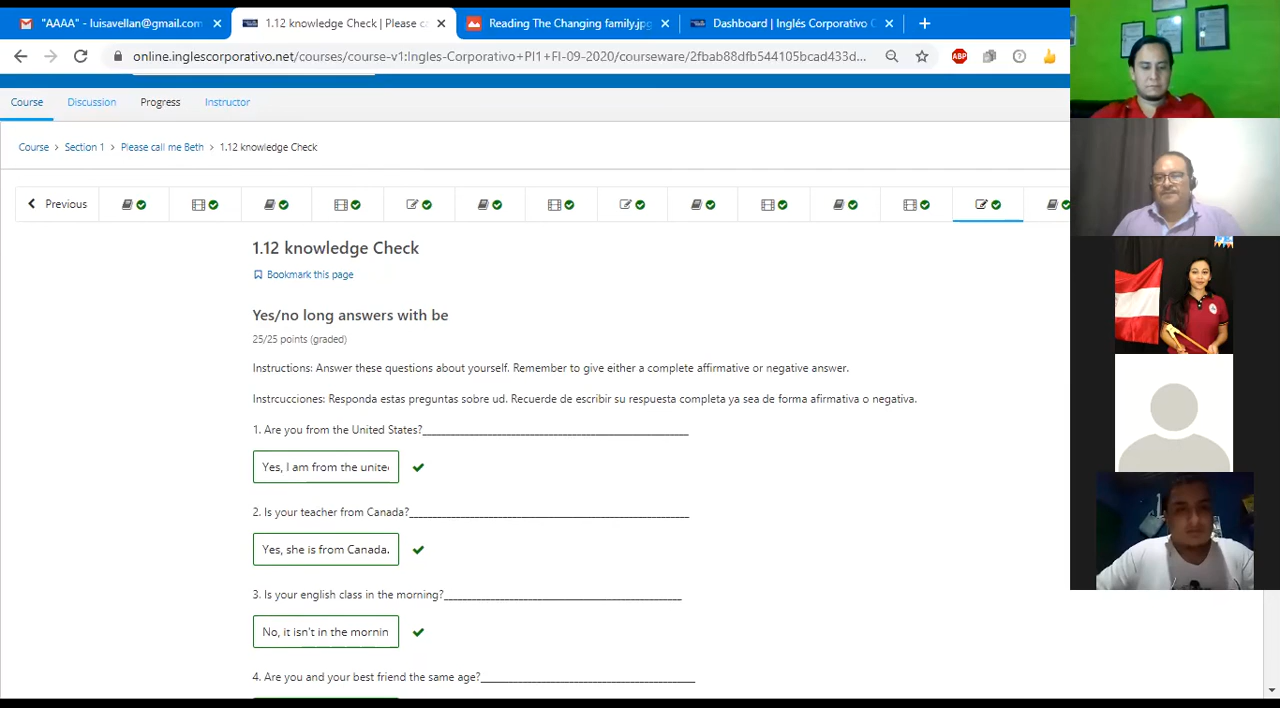 "AAAA" - luisavellan@gmail.com
1.12 knowledge Check | Please ca
Reading The Changing family.jpg
Dashboard | Inglés Corporativo O
online.inglescorporativo.net/courses/course-v1:Ingles-Corporativo+PI1+FI-09-2020/courseware/2fbab88dfb544105bcad433d...
ABP
Course
Discussion
Progress
Instructor
Course > Section 1 > Please call me Beth > 1.12 knowledge Check
Previous
1.12 knowledge Check
Bookmark this page
Yes/no long answers with be
25/25 points (graded)
Instructions: Answer these questions about yourself. Remember to give either a complete affirmative or negative answer.
Instrcucciones: Responda estas preguntas sobre ud. Recuerde de escribir su respuesta completa ya sea de forma afirmativa o negativa.
1. Are you from the United States?
Yes, I am from the unite
2. Is your teacher from Canada?
Yes, she is from Canada.
3. Is your english class in the morning?
No, it isn't in the mornin
4. Are you and your best friend the same age?